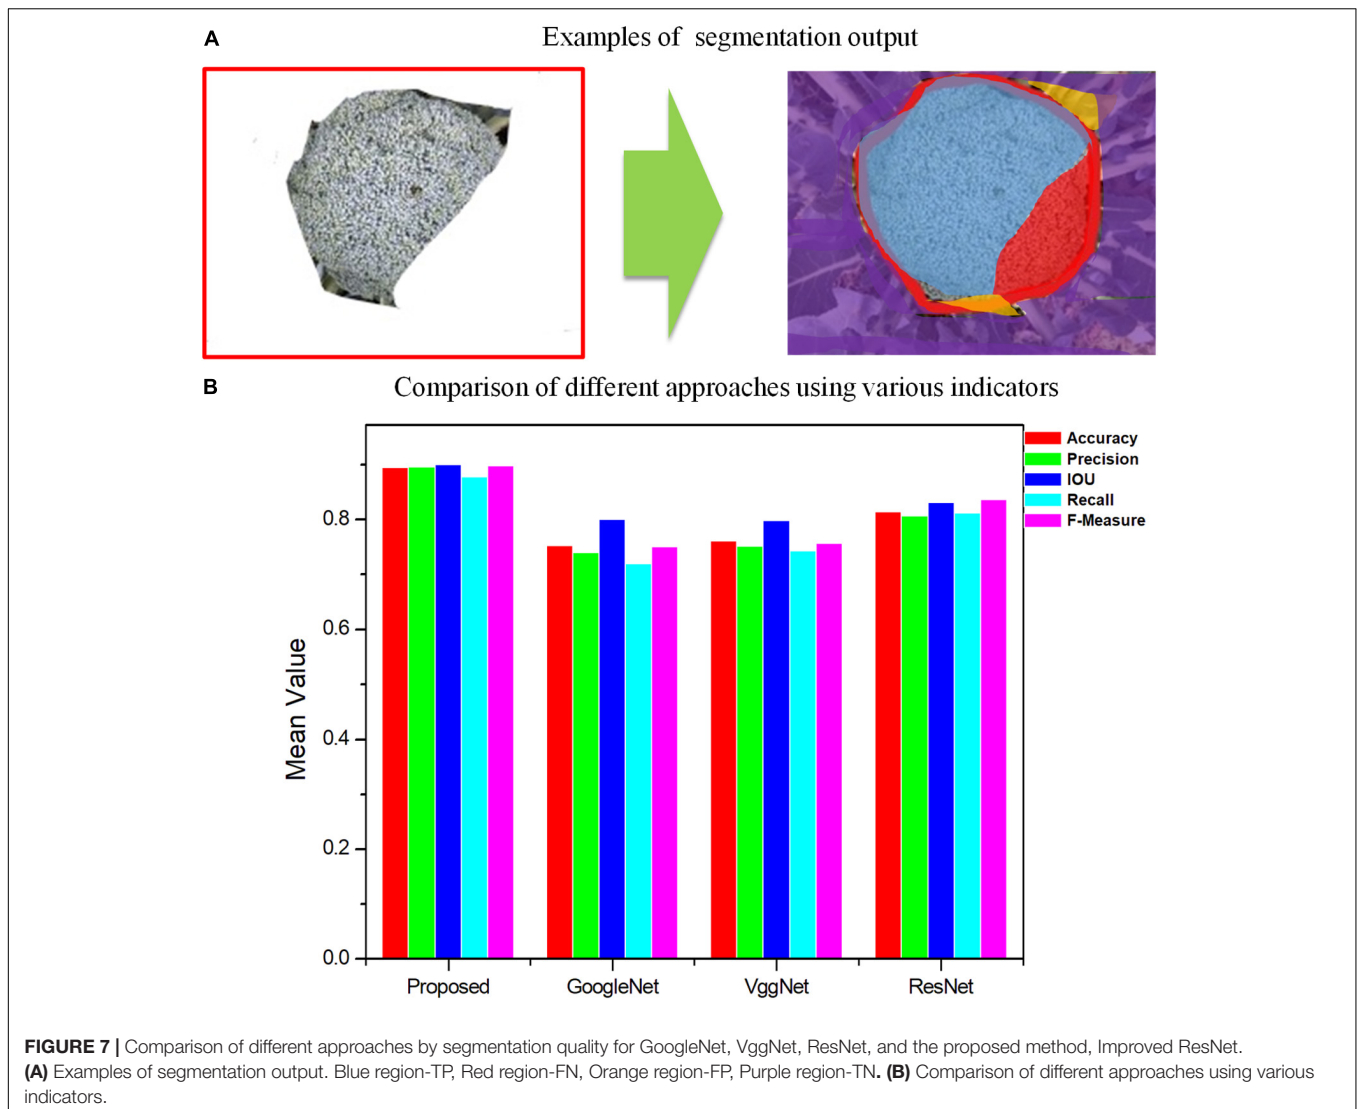 A
Examples of segmentation output
B
Comparison of different approaches using various indicators
Accuracy
Precision
IOU
Recall
F-Measure
0.8
0.6
0.4
0.2
0.0
Mean Value
Proposed
GoogleNet
VggNet
ResNet
FIGURE 7 | Comparison of different approaches by segmentation quality for GoogleNet, VggNet, ResNet, and the proposed method, Improved ResNet.
(A) Examples of segmentation output. Blue region-TP, Red region-FN, Orange region-FP, Purple region-TN. (B) Comparison of different approaches using various
indicators.